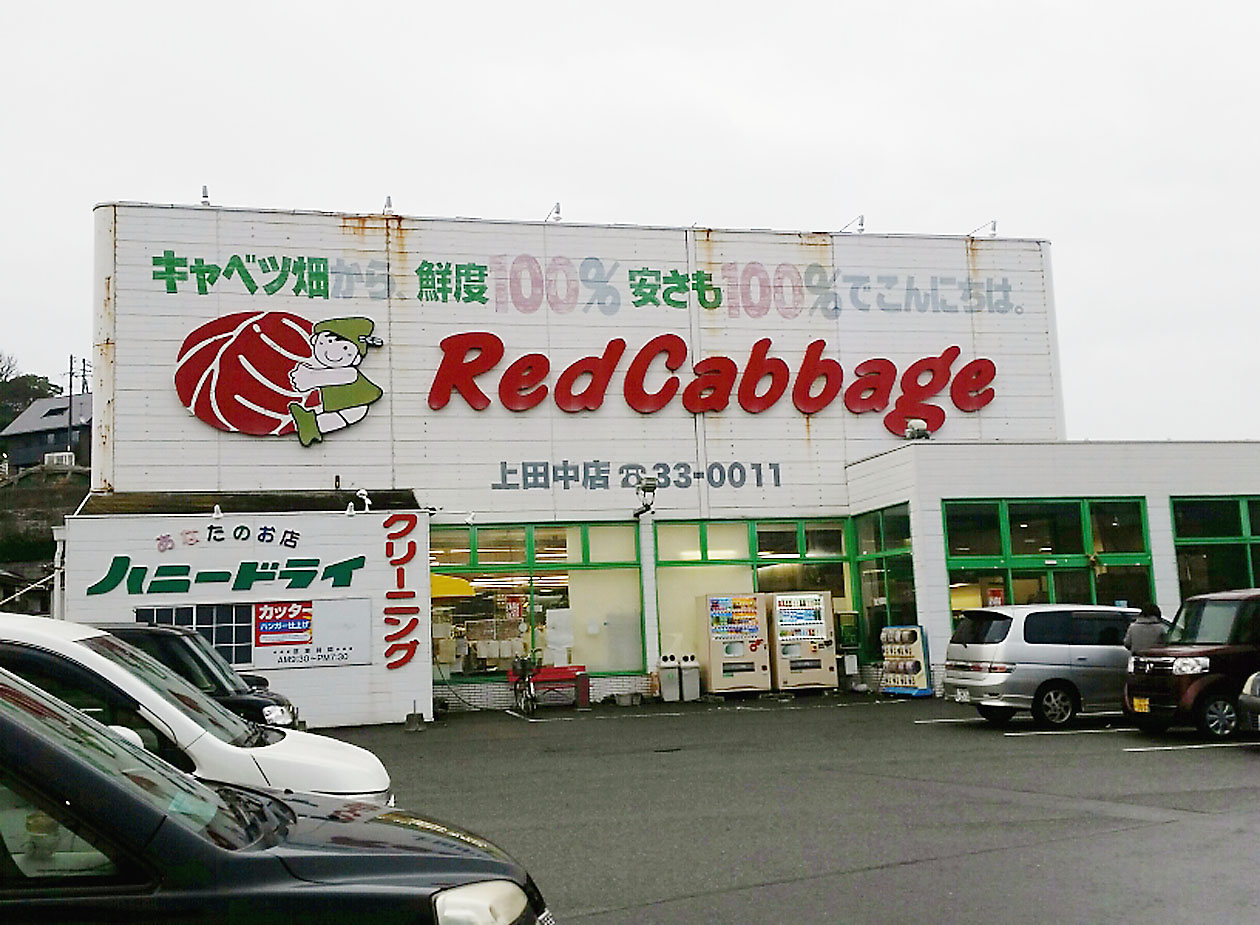 キャベツ畑から、鮮度100%安さも100%でこんにちは。
Red Cabbage
上田中店☎33-0011
あなたのお店
ハニードライ
クリーニング
カッター
ハンガー仕上げ
AM9:30~PM7:30